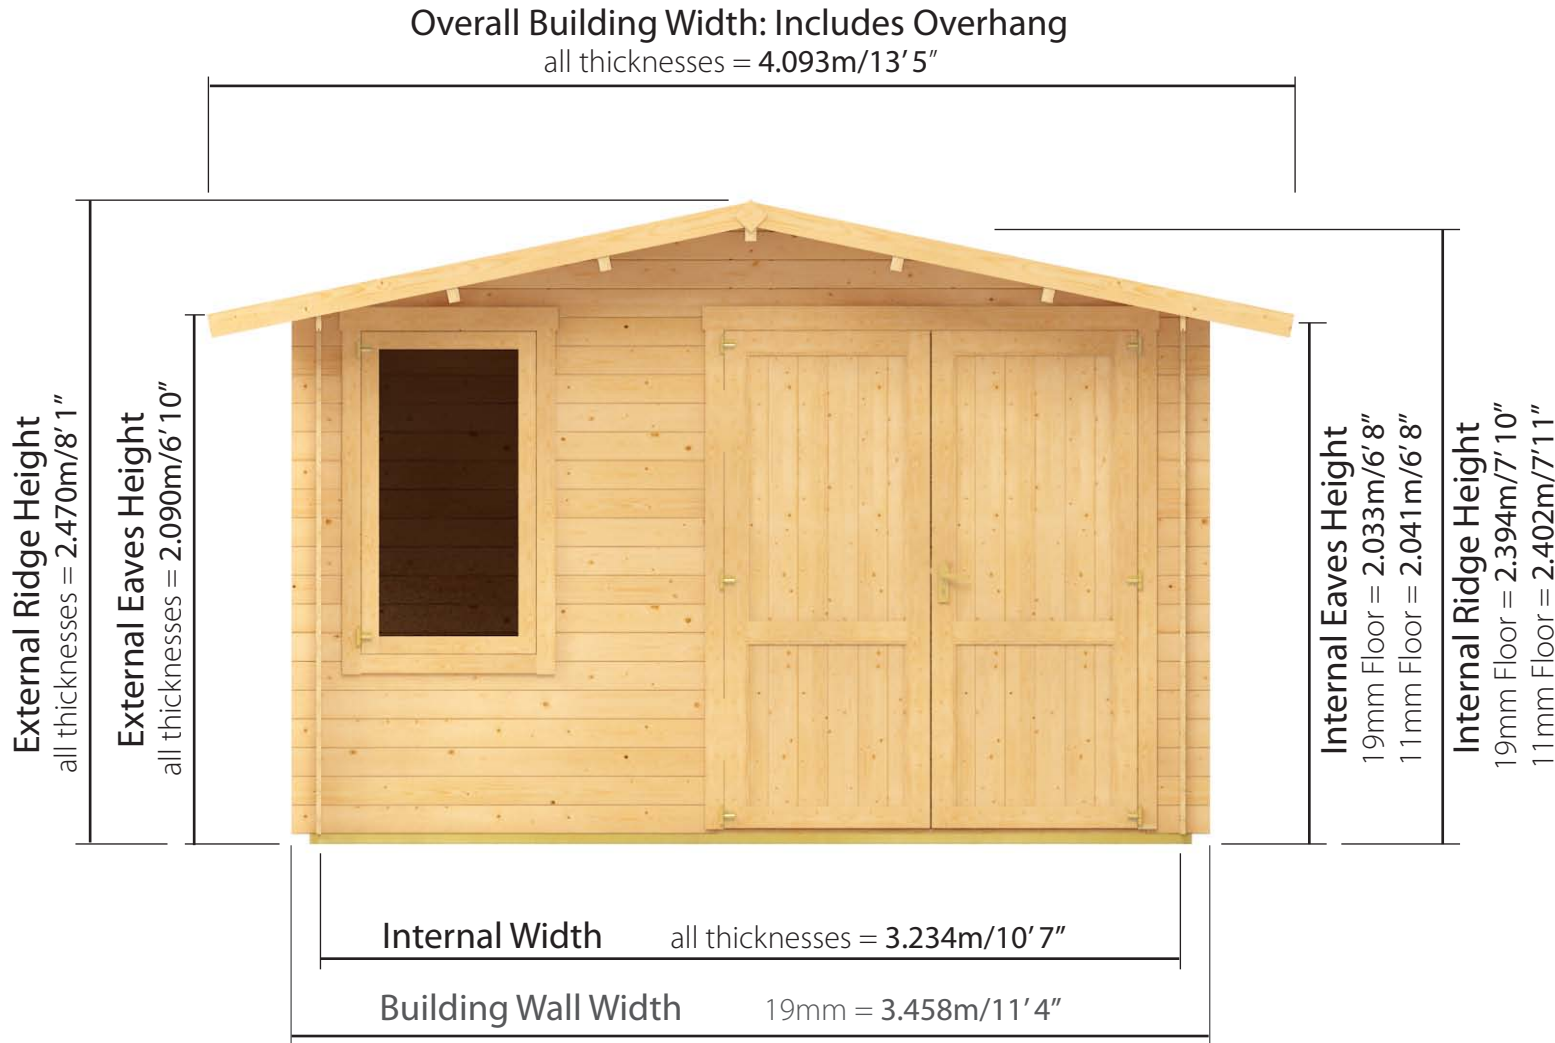 Overall Building Width: Includes Overhang
all thicknesses = 4.093m/13’ 5”
External Ridge Height
all thicknesses = 2.470m/8’ 1”
External Eaves Height
all thicknesses = 2.090m/6’ 10”
Internal Eaves Height
19mm Floor = 2.033m/6’ 8”
11mm Floor = 2.041m/6’ 8”
Internal Ridge Height
19mm Floor = 2.394m/7’ 10”
11mm Floor = 2.402m/7’ 11”
Internal Width all thicknesses = 3.234m/10’ 7”
Building Wall Width 19mm = 3.458m/11’ 4”